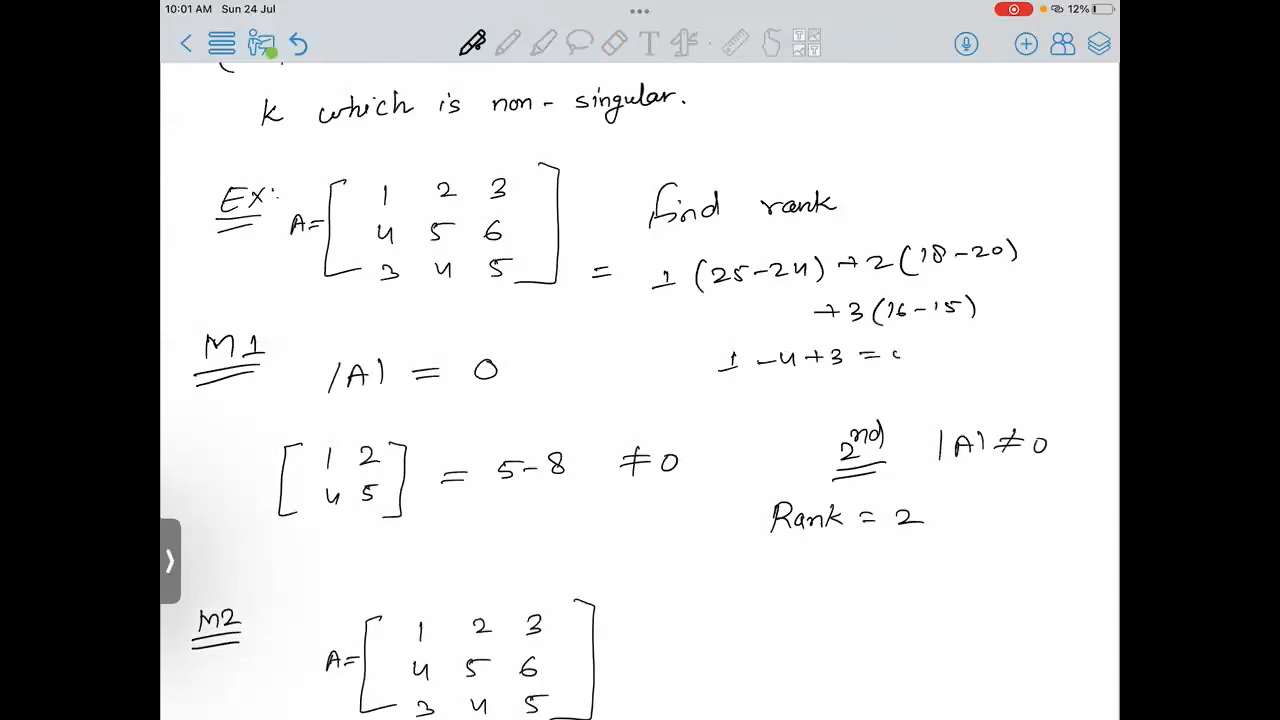 10:01 AM Sun 24 Jul
12%
T
k which is non-singular.
Ex:
A= [ 1 2 3
4 5 6
3 4 5 ] =
find rank
1 (25-24) + 2 (18-20)
+ 3 (16-15)
1 - 4 + 3 = 0
M1
|A| = 0
[ 1 2
4 5 ] = 5-8 ≠ 0
2nd |A| ≠ 0
Rank = 2
M2
A= [ 1 2 3
4 5 6
3 4 5 ]